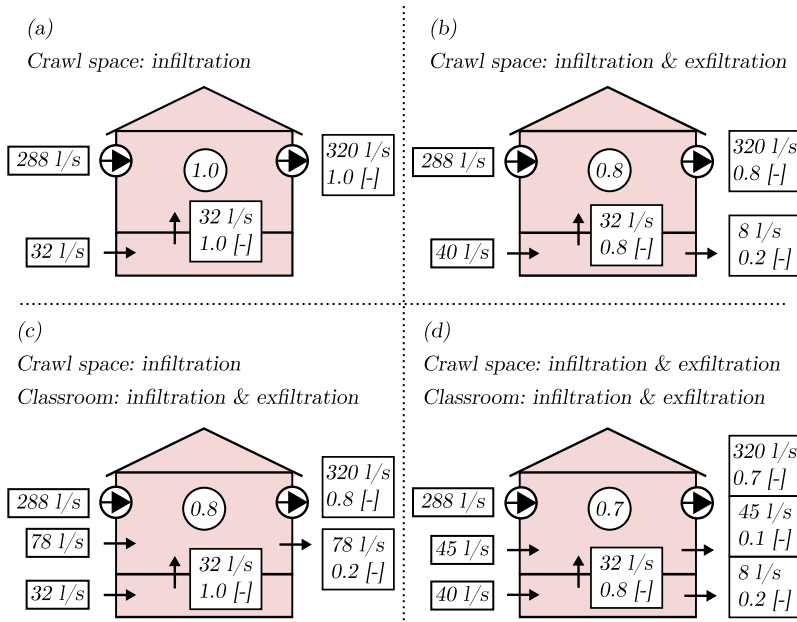 (a)
Crawl space: infiltration
288 l/s
1.0
320 l/s
1.0 [-]
32 l/s
1.0 [-]
32 l/s
(b)
Crawl space: infiltration & exfiltration
288 l/s
0.8
320 l/s
0.8 [-]
32 l/s
0.8 [-]
40 l/s
8 l/s
0.2 [-]
(c)
Crawl space: infiltration
Classroom: infiltration & exfiltration
288 l/s
0.8
320 l/s
0.8 [-]
78 l/s
78 l/s
0.2 [-]
32 l/s
1.0 [-]
32 l/s
(d)
Crawl space: infiltration & exfiltration
Classroom: infiltration & exfiltration
288 l/s
0.7
320 l/s
0.7 [-]
45 l/s
45 l/s
0.1 [-]
32 l/s
0.8 [-]
40 l/s
8 l/s
0.2 [-]